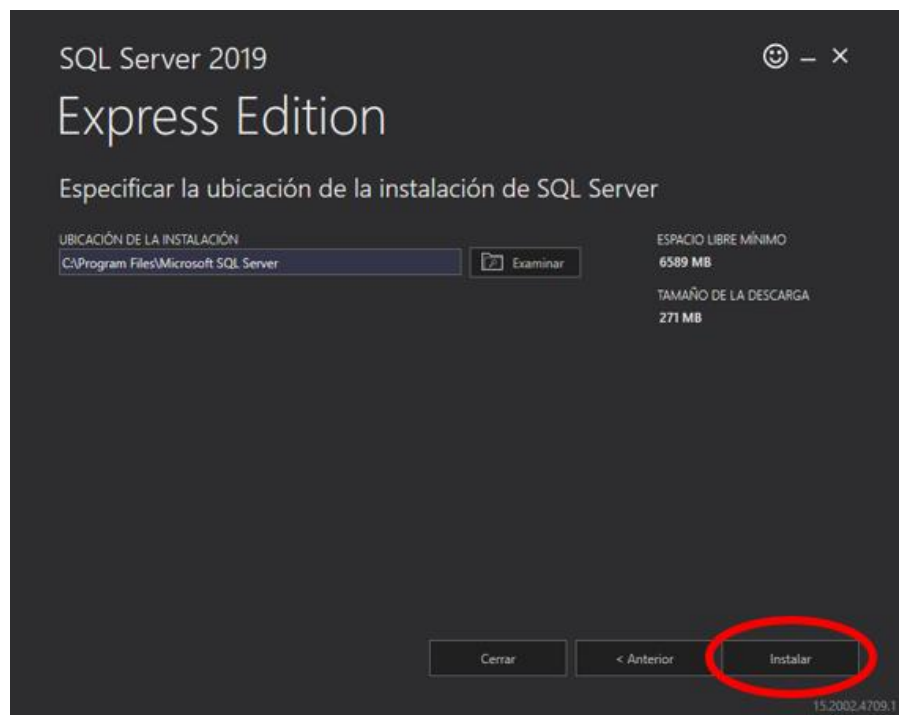 SQL Server 2019
Express Edition
Especificar la ubicación de la instalación de SQL Server
UBICACIÓN DE LA INSTALACIÓN
C:\Program Files\Microsoft SQL Server
Examinar
ESPACIO LIBRE MÍNIMO
6589 MB
TAMAÑO DE LA DESCARGA
271 MB
Cerrar
< Anterior
Instalar
15.2002.4709.1